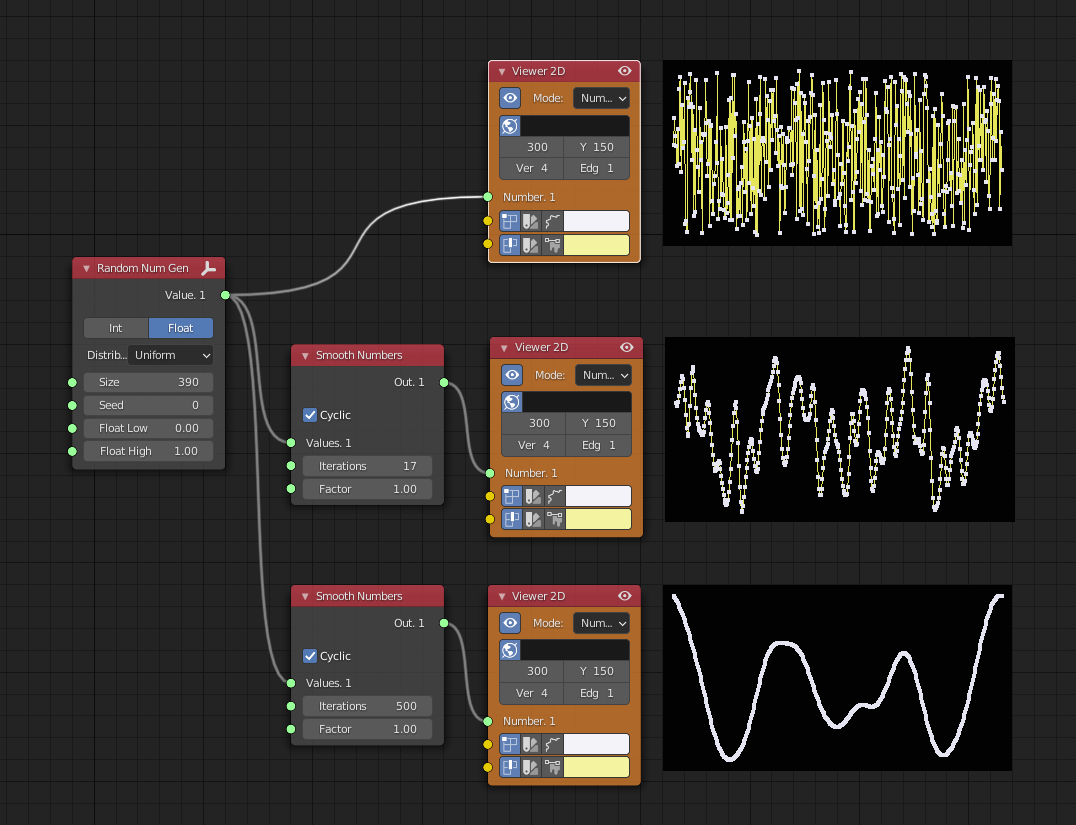 Viewer 2D
Mode: Num...
300 Y 150
Ver 4 Edg 1
Number. 1
Random Num Gen
Value. 1
Int Float
Distrib... Uniform
Size 390
Seed 0
Float Low 0.00
Float High 1.00
Smooth Numbers
Out. 1
Cyclic
Values. 1
Iterations 17
Factor 1.00
Viewer 2D
Mode: Num...
300 Y 150
Ver 4 Edg 1
Number. 1
Smooth Numbers
Out. 1
Cyclic
Values. 1
Iterations 500
Factor 1.00
Viewer 2D
Mode: Num...
300 Y 150
Ver 4 Edg 1
Number. 1